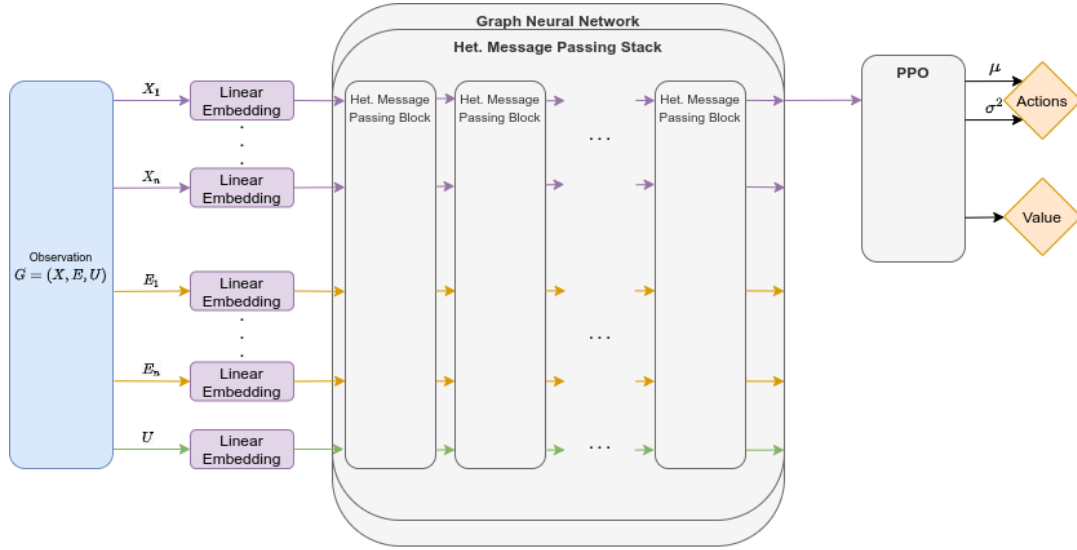 Graph Neural Network
Het. Message Passing Stack
PPO
Observation
G = (X, E, U)
X₁
Linear
Embedding
.
.
.
Xₙ
Linear
Embedding
E₁
Linear
Embedding
.
.
.
Eₙ
Linear
Embedding
U
Linear
Embedding
Het. Message
Passing Block
Het. Message
Passing Block
...
...
...
Het. Message
Passing Block
μ
σ²
Actions
Value